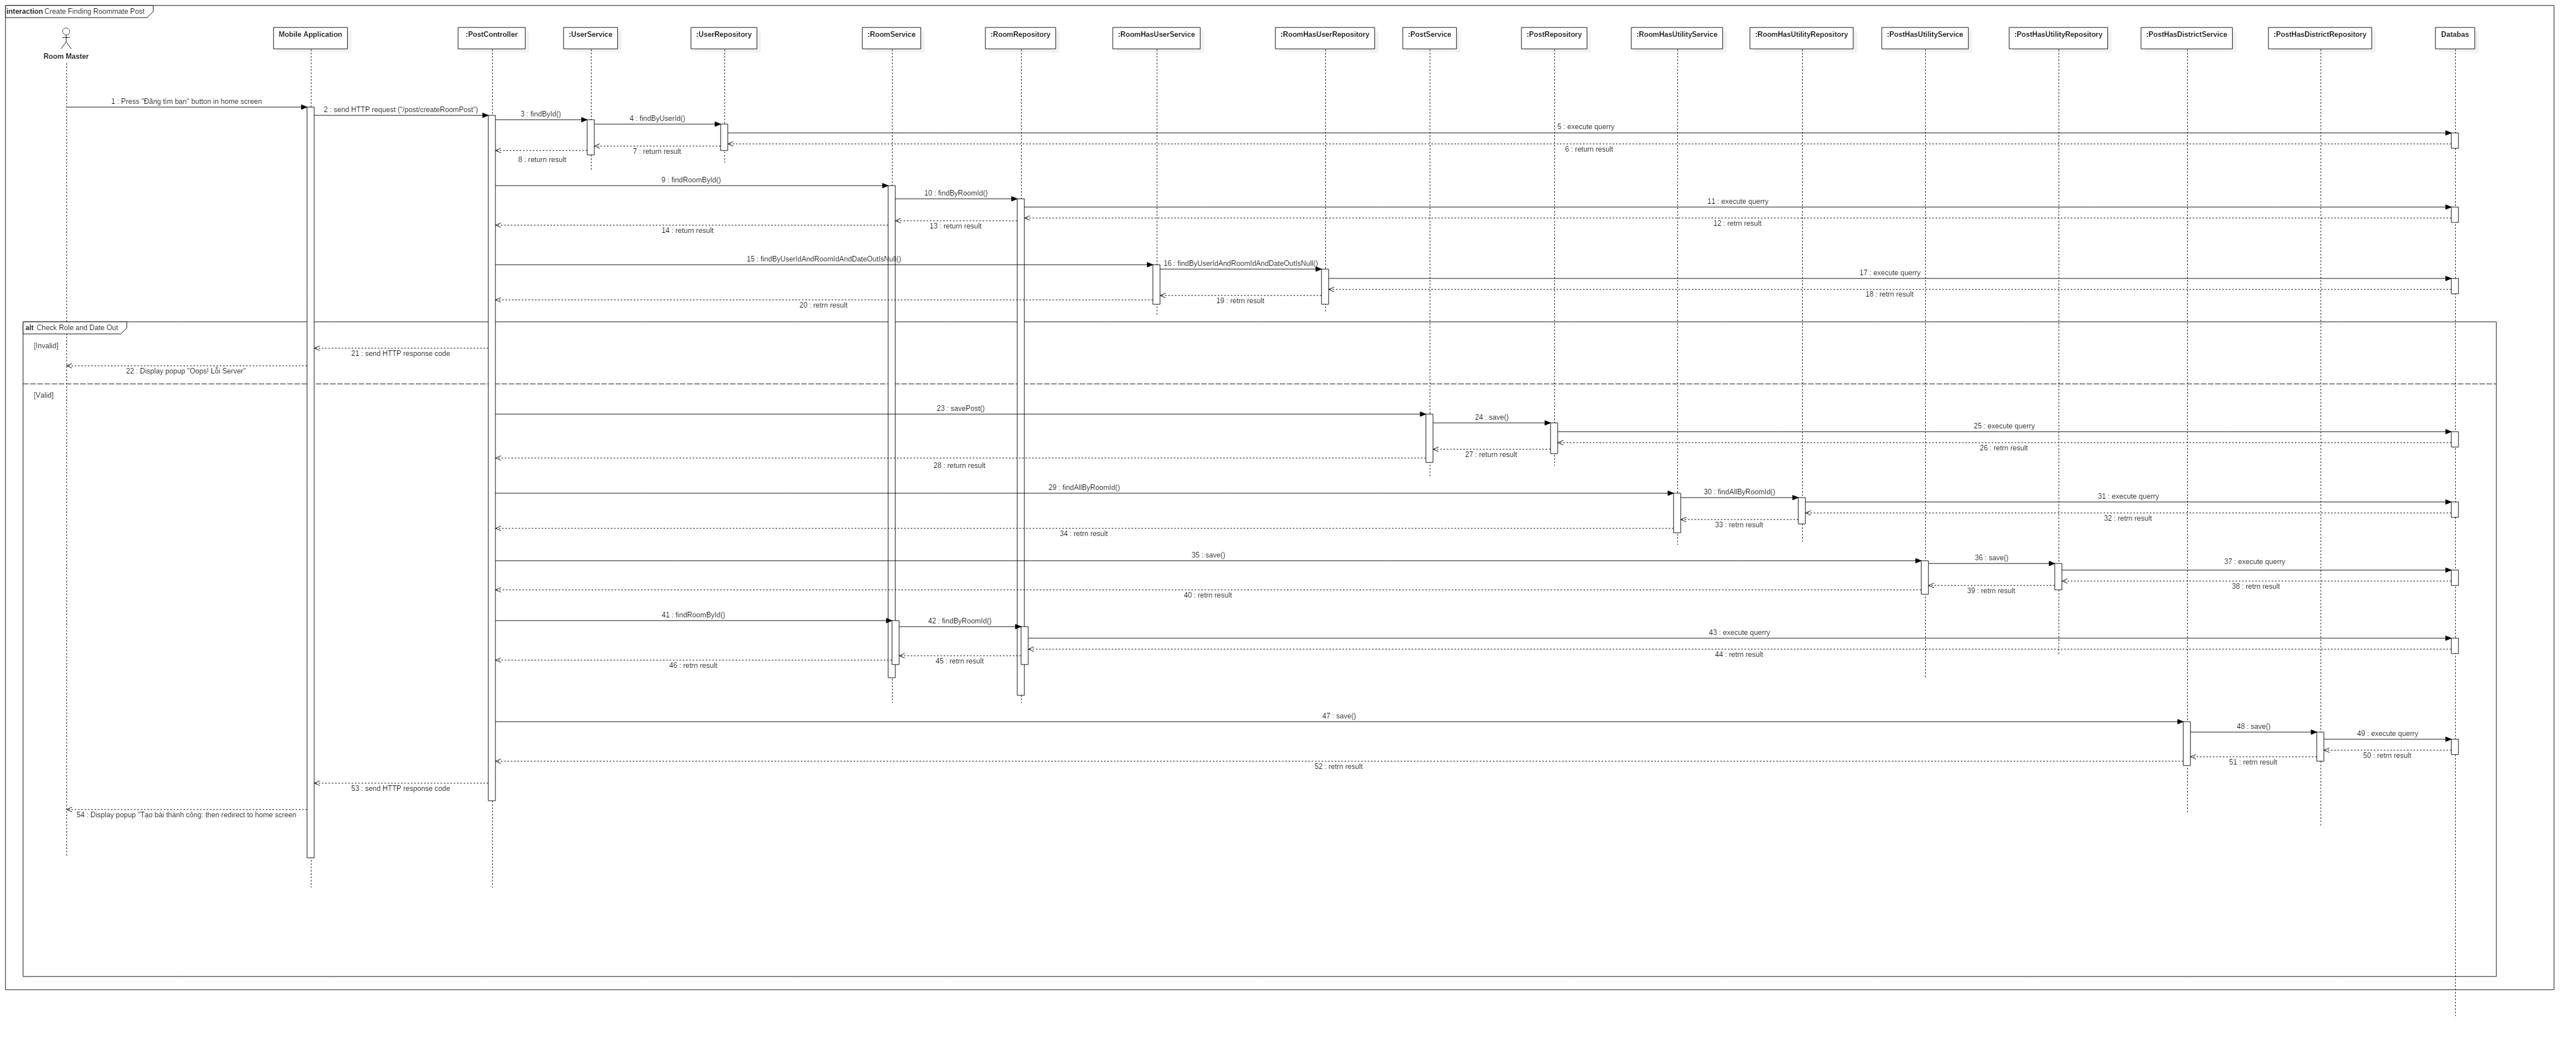 interaction Create Finding Roommate Post
Room Master
Mobile Application
:PostController
:UserService
:UserRepository
:RoomService
:RoomRepository
:RoomHasUserService
:RoomHasUserRepository
:PostService
:PostRepository
:RoomHasUtilityService
:RoomHasUtilityRepository
:PostHasUtilityService
:PostHasUtilityRepository
:PostHasDistrictService
:PostHasDistrictRepository
Databas
1 : Press "Đăng tìm bạn" button in home screen
2 : send HTTP request ("/post/createRoomPost")
3 : findById()
4 : findByUserId()
5 : execute querry
6 : return result
7 : return result
8 : return result
9 : findRoomById()
10 : findByRoomId()
11 : execute querry
12 : retrn result
13 : return result
14 : return result
15 : findByUserIdAndRoomIdAndDateOutIsNull()
16 : findByUserIdAndRoomIdAndDateOutIsNull()
17 : execute querry
18 : retrn result
19 : retrn result
20 : retrn result
alt Check Role and Date Out
[Invalid]
21 : send HTTP response code
22 : Display popup "Oops! Lỗi Server"
[Valid]
23 : savePost()
24 : save()
25 : execute querry
26 : retrn result
27 : return result
28 : return result
29 : findAllByRoomId()
30 : findAllByRoomId()
31 : execute querry
32 : retrn result
33 : retrn result
34 : retrn result
35 : save()
36 : save()
37 : execute querry
38 : retrn result
39 : retrn result
40 : retrn result
41 : findRoomById()
42 : findByRoomId()
43 : execute querry
44 : retrn result
45 : retrn result
46 : retrn result
47 : save()
48 : save()
49 : execute querry
50 : retrn result
51 : retrn result
52 : retrn result
53 : send HTTP response code
54 : Display popup "Tạo bài thành công: then redirect to home screen